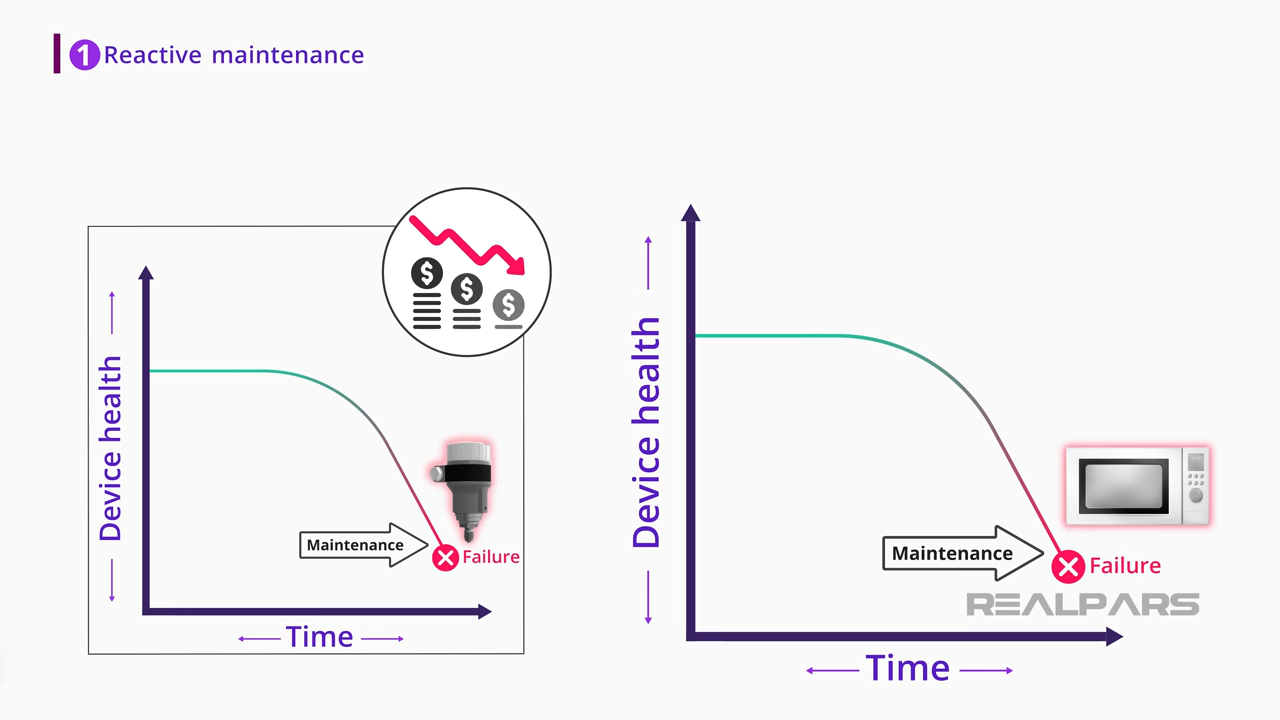 1 Reactive maintenance
$ $ $
Device health
Maintenance
Failure
Time
Device health
Maintenance
Failure
REALPARS
Time